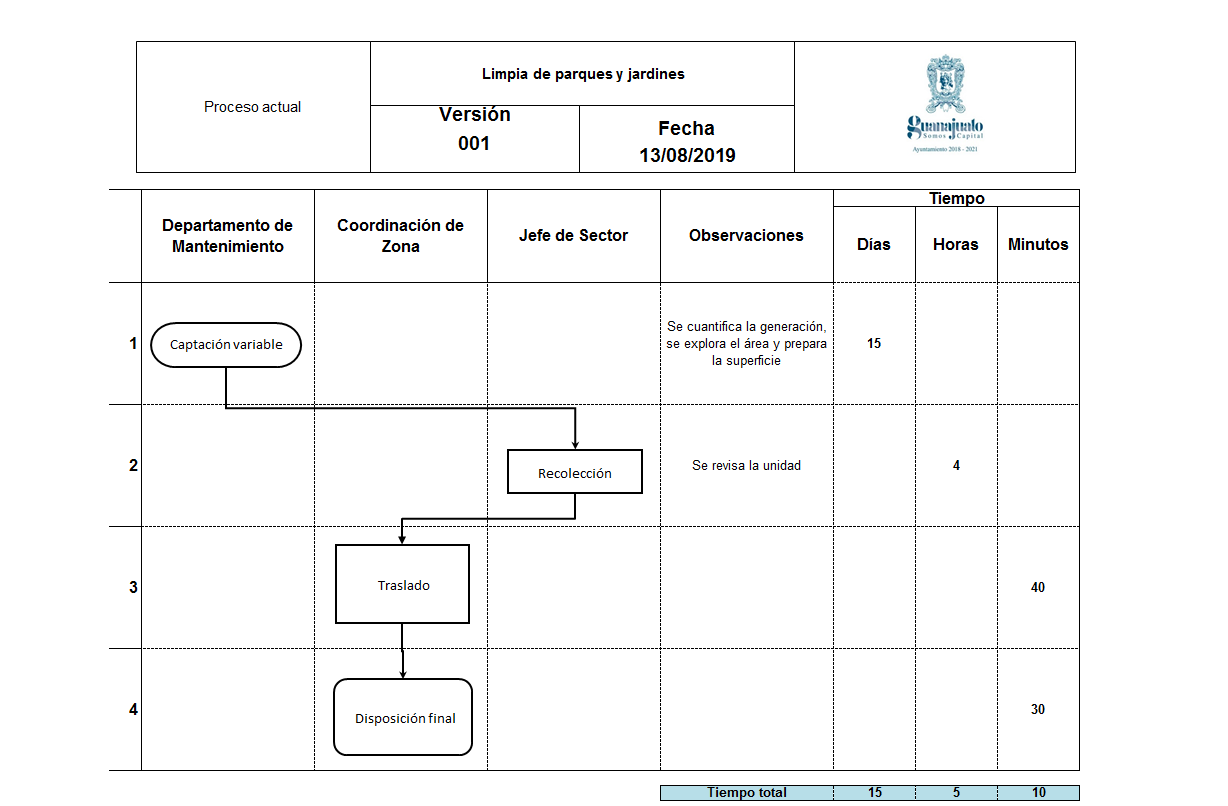 Proceso actual
Limpia de parques y jardines
Versión
001
Fecha
13/08/2019
Guanajuato
Somos Capital
Ayuntamiento 2018 - 2021
Departamento de
Mantenimiento
Coordinación de
Zona
Jefe de Sector
Observaciones
Tiempo
Días
Horas
Minutos
1
Captación variable
Se cuantifica la generación,
se explora el área y prepara
la superficie
15
2
Recolección
Se revisa la unidad
4
3
Traslado
40
4
Disposición final
30
Tiempo total
15
5
10